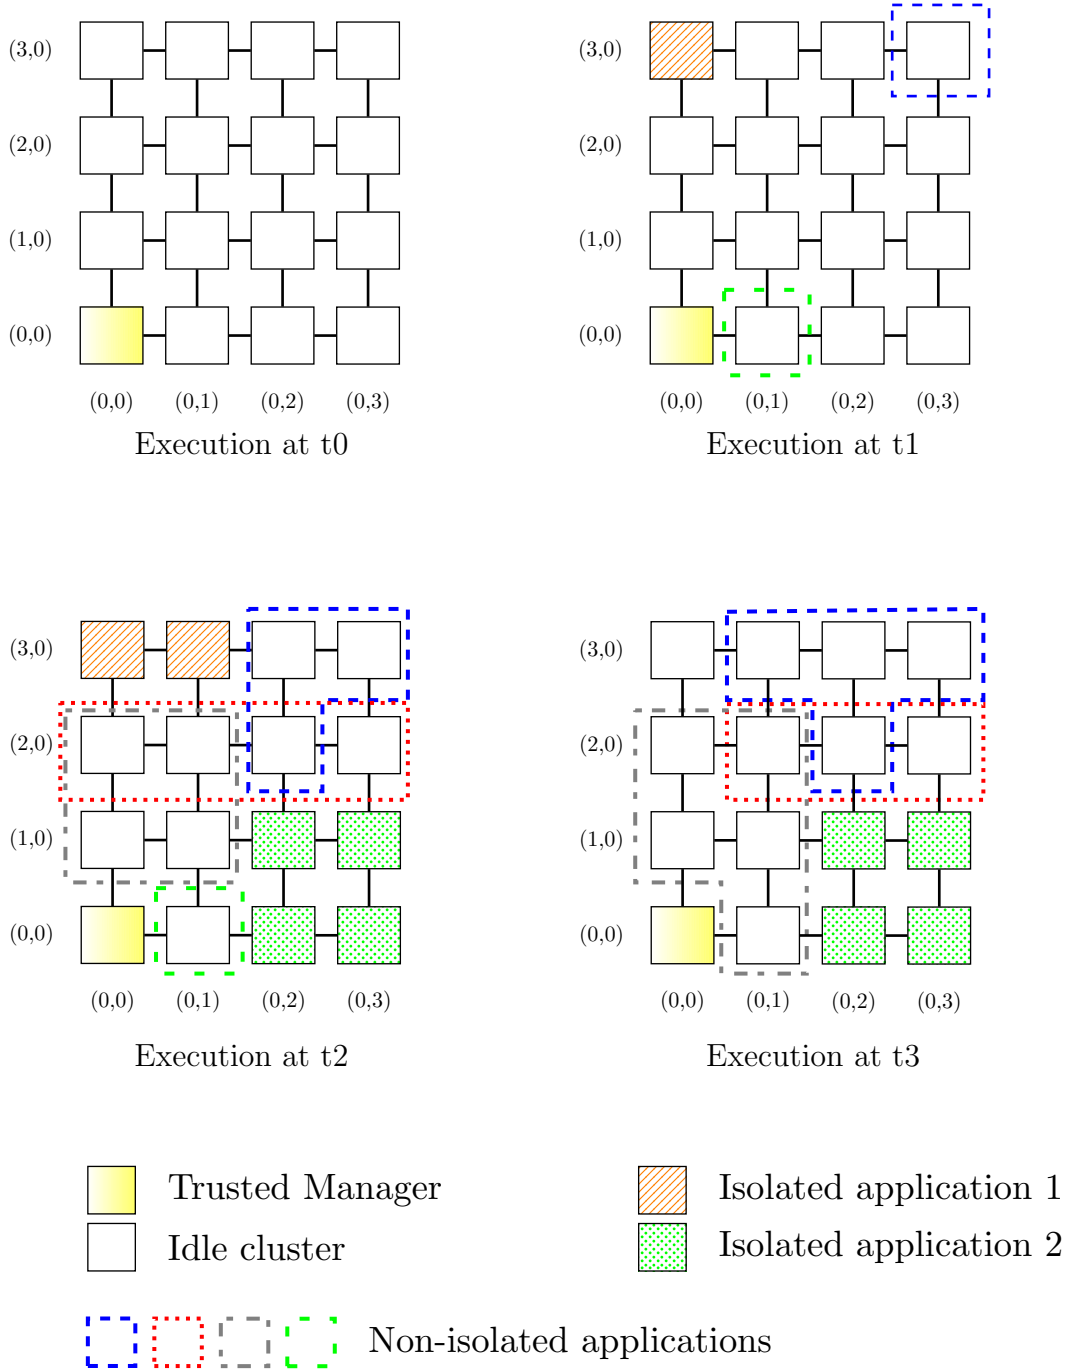 (3,0) (3,0)
(2,0) (2,0)
(1,0) (1,0)
(0,0) (0,0)
(0,0) (0,1) (0,2) (0,3) (0,0) (0,1) (0,2) (0,3)
Execution at t0 Execution at t1
(3,0) (3,0)
(2,0) (2,0)
(1,0) (1,0)
(0,0) (0,0)
(0,0) (0,1) (0,2) (0,3) (0,0) (0,1) (0,2) (0,3)
Execution at t2 Execution at t3
Trusted Manager Isolated application 1
Idle cluster Isolated application 2
Non-isolated applications